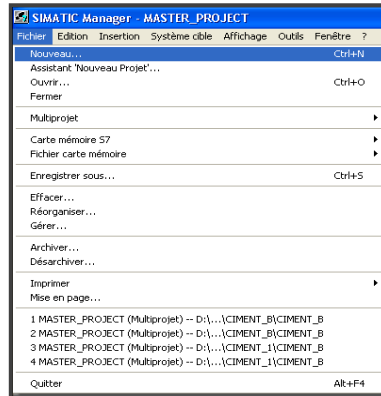 SIMATIC Manager - MASTER_PROJECT
Fichier Edition Insertion Système cible Affichage Outils Fenêtre ?
Nouveau... Ctrl+N
Assistant 'Nouveau Projet'...
Ouvrir... Ctrl+O
Fermer
Multiprojet
Carte mémoire S7
Fichier carte mémoire
Enregistrer sous... Ctrl+S
Effacer...
Réorganiser...
Gérer...
Archiver...
Désarchiver...
Imprimer
Mise en page...
1 MASTER_PROJECT (Multiprojet) -- D:\...\CIMENT_B\CIMENT_B
2 MASTER_PROJECT (Multiprojet) -- D:\...\CIMENT_B\CIMENT_B
3 MASTER_PROJECT (Multiprojet) -- D:\...\CIMENT_1\CIMENT_B
4 MASTER_PROJECT (Multiprojet) -- D:\...\CIMENT_1\CIMENT_B
Quitter Alt+F4